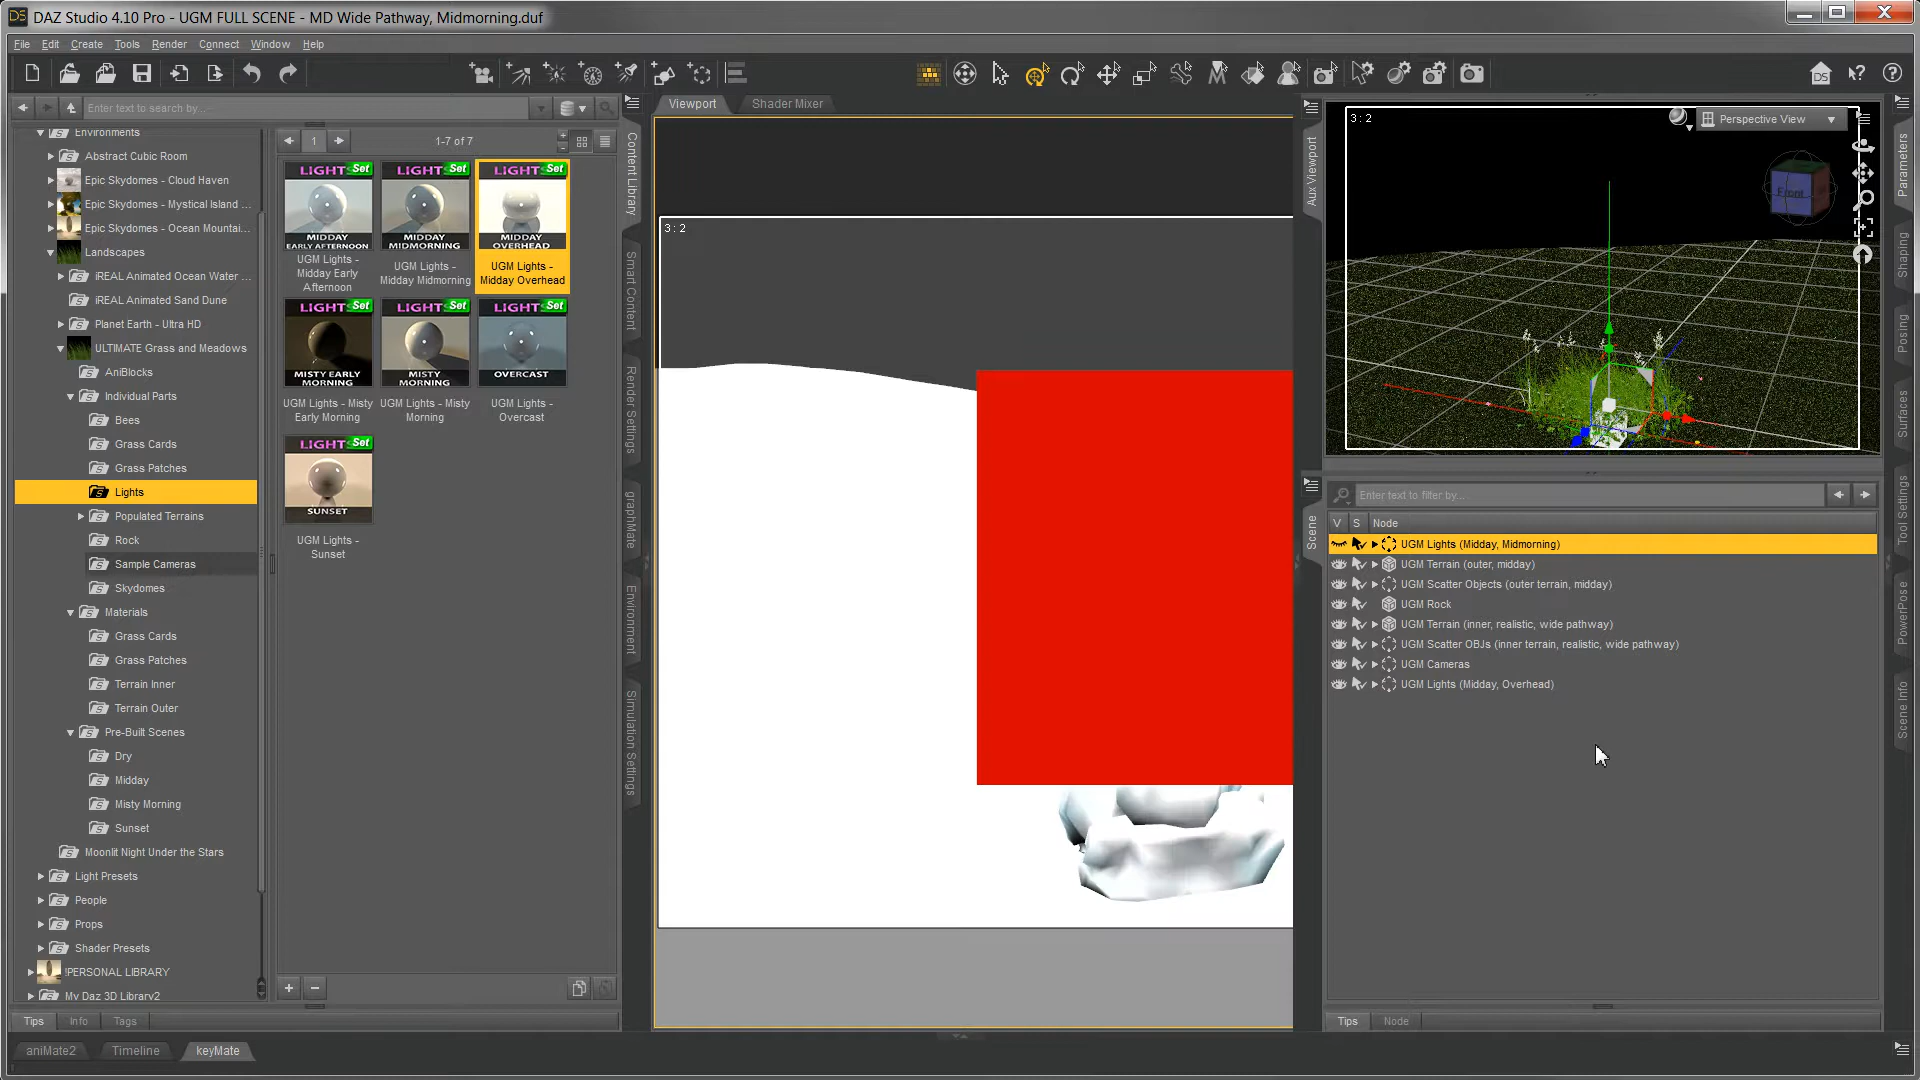 DAZ Studio 4.10 Pro - UGM FULL SCENE - MD Wide Pathway, Midmorning.duf
File Edit Create Tools Render Connect Window Help
Enter text to search by...
Environments
Abstract Cubic Room
Epic Skydomes - Cloud Haven
Epic Skydomes - Mystical Island ...
Epic Skydomes - Ocean Mountai...
Landscapes
iREAL Animated Ocean Water ...
iREAL Animated Sand Dune
Planet Earth - Ultra HD
ULTIMATE Grass and Meadows
AniBlocks
Individual Parts
Bees
Grass Cards
Grass Patches
Lights
Populated Terrains
Rock
Sample Cameras
Skydomes
Materials
Grass Cards
Grass Patches
Terrain Inner
Terrain Outer
Pre-Built Scenes
Dry
Midday
Misty Morning
Sunset
Moonlit Night Under the Stars
Light Presets
People
Props
Shader Presets
!PERSONAL LIBRARY
My Daz 3D Library2
Tips Info Tags
1
1-7 of 7
LIGHT Set LIGHT Set LIGHT Set
MIDDAY EARLY AFTERNOON
MIDDAY MIDMORNING
MIDDAY OVERHEAD
UGM Lights - Midday Early Afternoon
UGM Lights - Midday Midmorning
UGM Lights - Midday Overhead
LIGHT Set LIGHT Set LIGHT Set
MISTY EARLY MORNING
MISTY MORNING
OVERCAST
UGM Lights - Misty Early Morning
UGM Lights - Misty Morning
UGM Lights - Overcast
LIGHT Set
SUNSET
UGM Lights - Sunset
Content Library
Smart Content
Render Settings
graphMate
Environment
Simulation Settings
Viewport Shader Mixer
3 : 2
Aux Viewport
3 : 2
Perspective View
Front
Scene
Enter text to filter by...
V S Node
UGM Lights (Midday, Midmorning)
UGM Terrain (outer, midday)
UGM Scatter Objects (outer terrain, midday)
UGM Rock
UGM Terrain (inner, realistic, wide pathway)
UGM Scatter OBJs (inner terrain, realistic, wide pathway)
UGM Cameras
UGM Lights (Midday, Overhead)
Tips Node
Parameters
Shaping
Posing
Surfaces
Tool Settings
PowerPose
Scene Info
aniMate2 Timeline keyMate